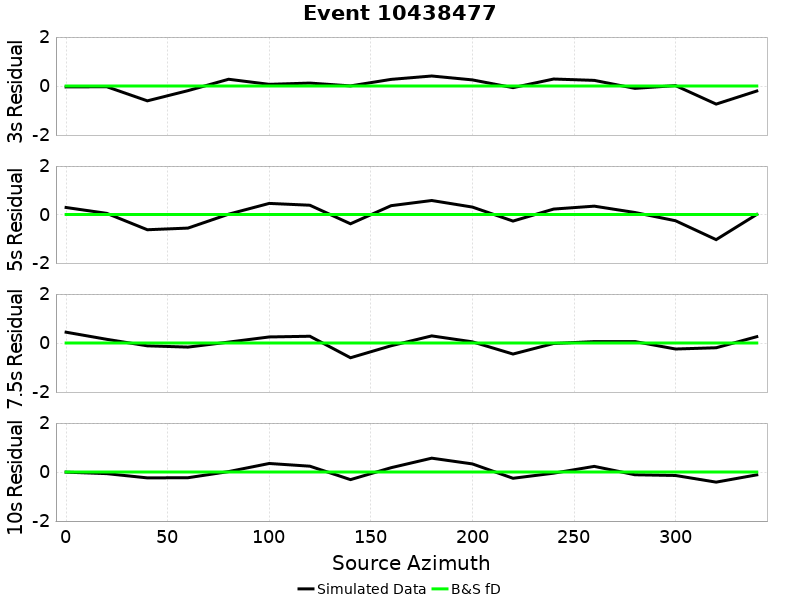 Event 10438477
3s Residual
2
0
-2
5s Residual
2
0
-2
7.5s Residual
2
0
-2
10s Residual
2
0
-2
0 50 100 150 200 250 300
Source Azimuth
Simulated Data B&S fD